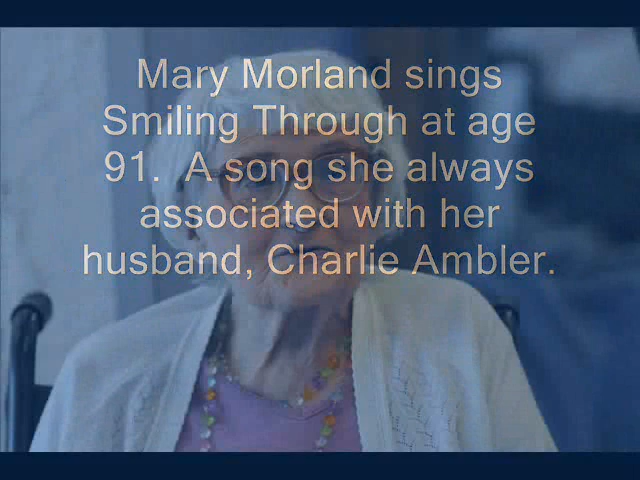 Mary Morland sings
Smiling Through at age
91.  A song she always
associated with her
husband, Charlie Ambler.